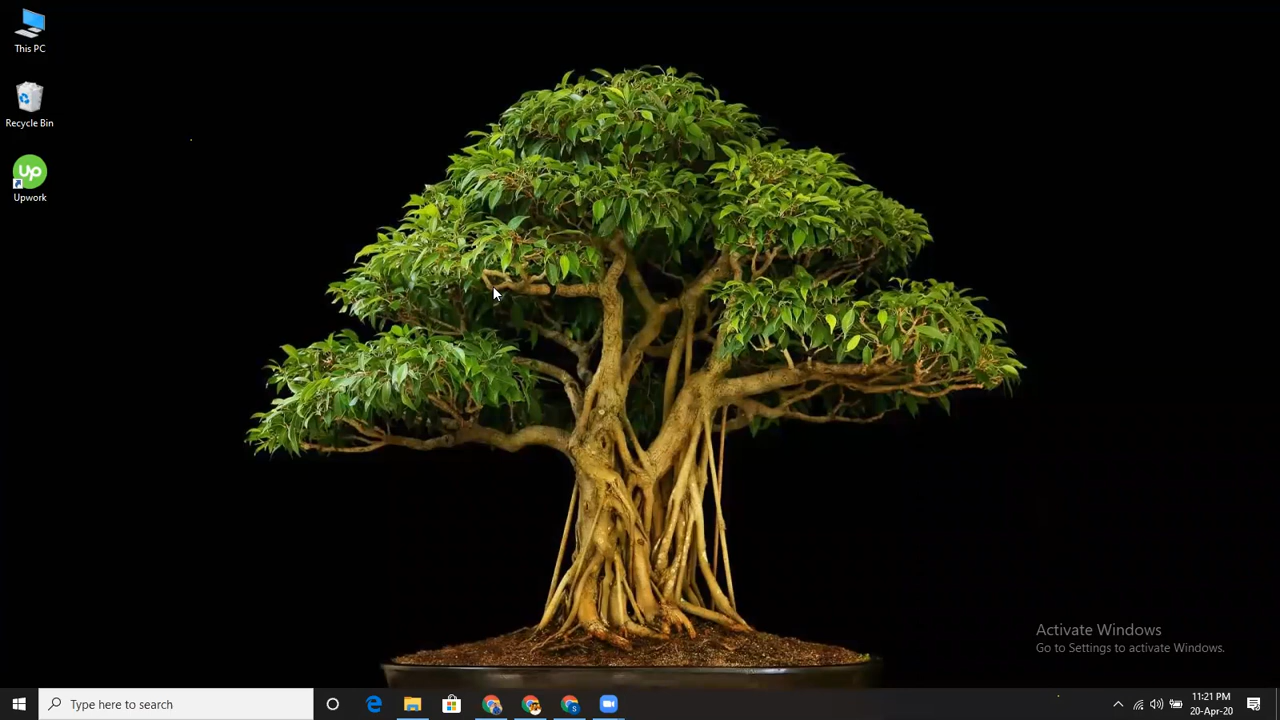 This PC
Recycle Bin
Up
Upwork
Activate Windows
Go to Settings to activate Windows.
Type here to search
S
11:21 PM
20-Apr-20